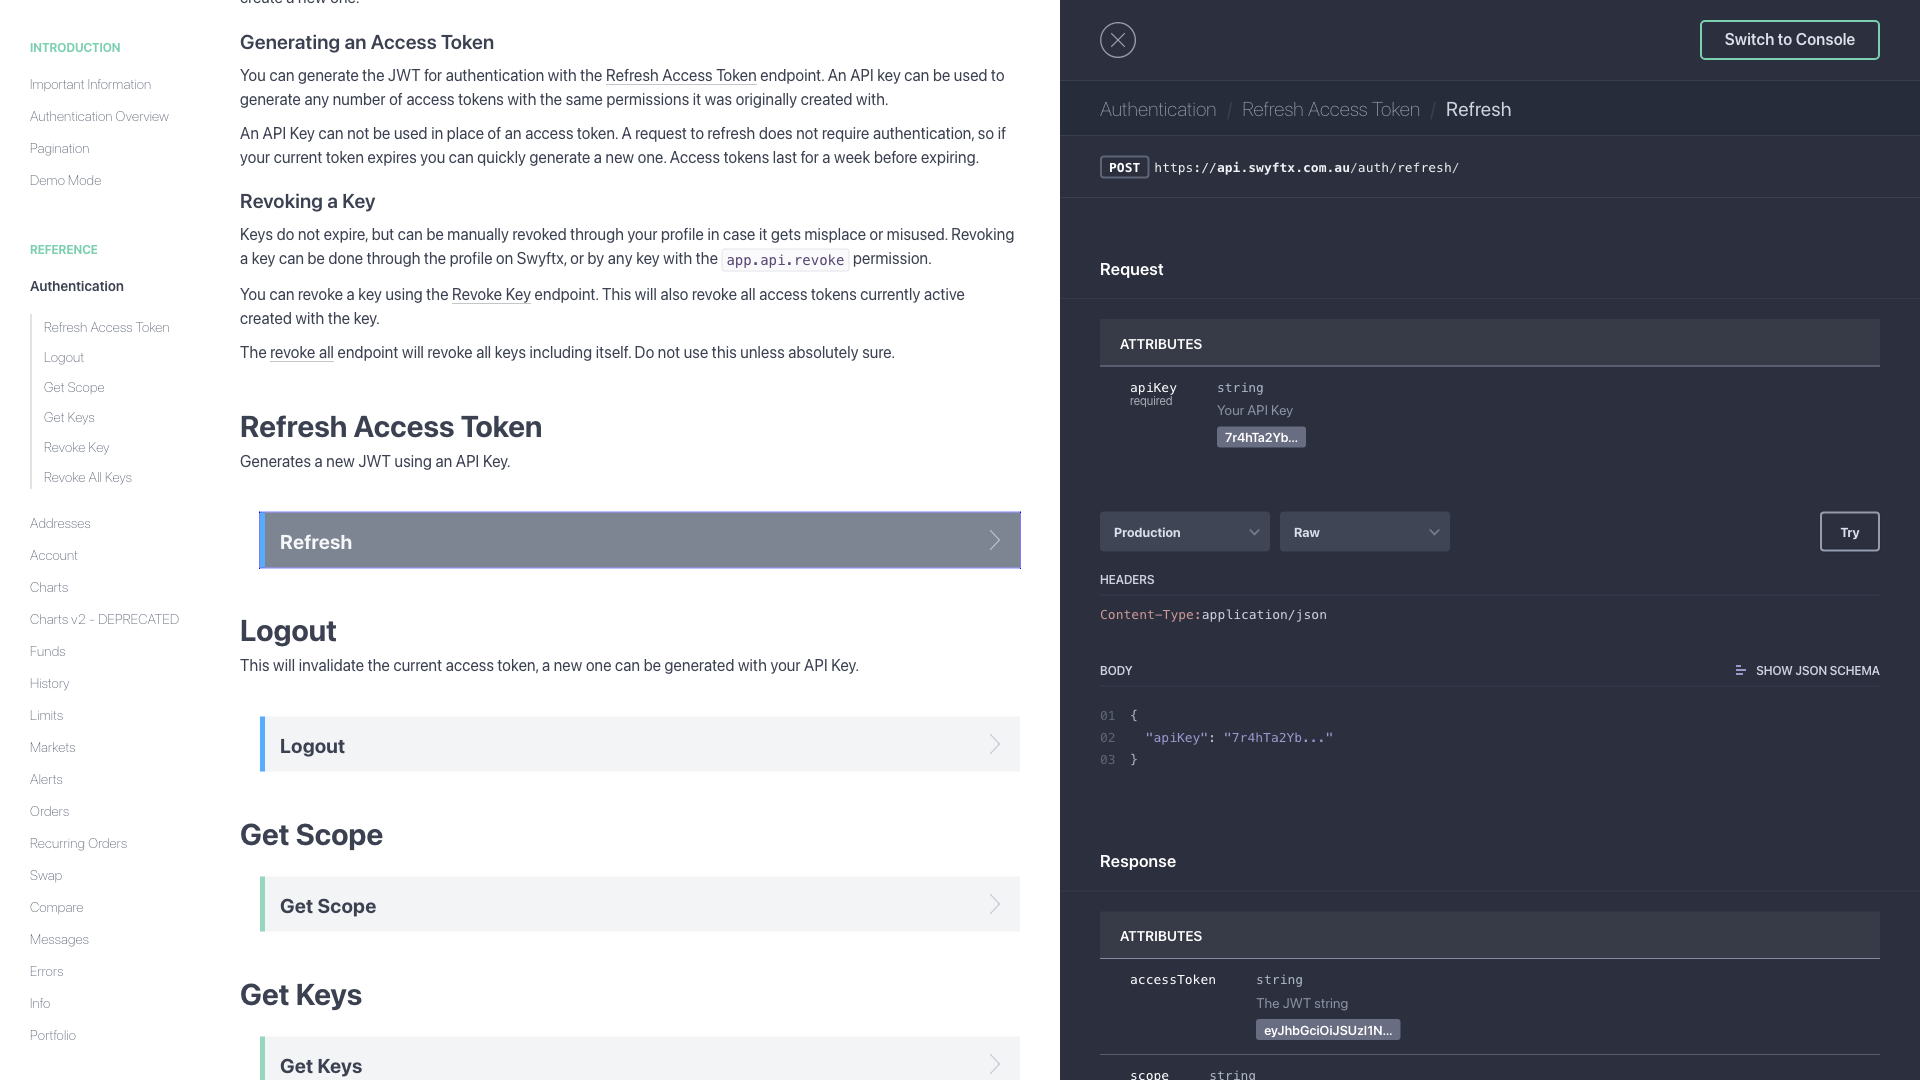 create a new one.
INTRODUCTION
Important Information
Authentication Overview
Pagination
Demo Mode
REFERENCE
Authentication
Refresh Access Token
Logout
Get Scope
Get Keys
Revoke Key
Revoke All Keys
Addresses
Account
Charts
Charts v2 - DEPRECATED
Funds
History
Limits
Markets
Alerts
Orders
Recurring Orders
Swap
Compare
Messages
Errors
Info
Portfolio
Generating an Access Token
You can generate the JWT for authentication with the Refresh Access Token endpoint. An API key can be used to
generate any number of access tokens with the same permissions it was originally created with.
An API Key can not be used in place of an access token. A request to refresh does not require authentication, so if
your current token expires you can quickly generate a new one. Access tokens last for a week before expiring.
Revoking a Key
Keys do not expire, but can be manually revoked through your profile in case it gets misplace or misused. Revoking
a key can be done through the profile on Swyftx, or by any key with the app.api.revoke permission.
You can revoke a key using the Revoke Key endpoint. This will also revoke all access tokens currently active
created with the key.
The revoke all endpoint will revoke all keys including itself. Do not use this unless absolutely sure.
Refresh Access Token
Generates a new JWT using an API Key.
Refresh
Logout
This will invalidate the current access token, a new one can be generated with your API Key.
Logout
Get Scope
Get Scope
Get Keys
Get Keys
Switch to Console
Authentication / Refresh Access Token / Refresh
POST https://api.swyftx.com.au/auth/refresh/
Request
ATTRIBUTES
apiKey string
required
Your API Key
7r4hTa2Yb...
Production Raw Try
HEADERS
Content-Type:application/json
BODY SHOW JSON SCHEMA
01 {
02 "apiKey": "7r4hTa2Yb..."
03 }
Response
ATTRIBUTES
accessToken string
The JWT string
eyJhbGciOiJSUzI1N...
scope string